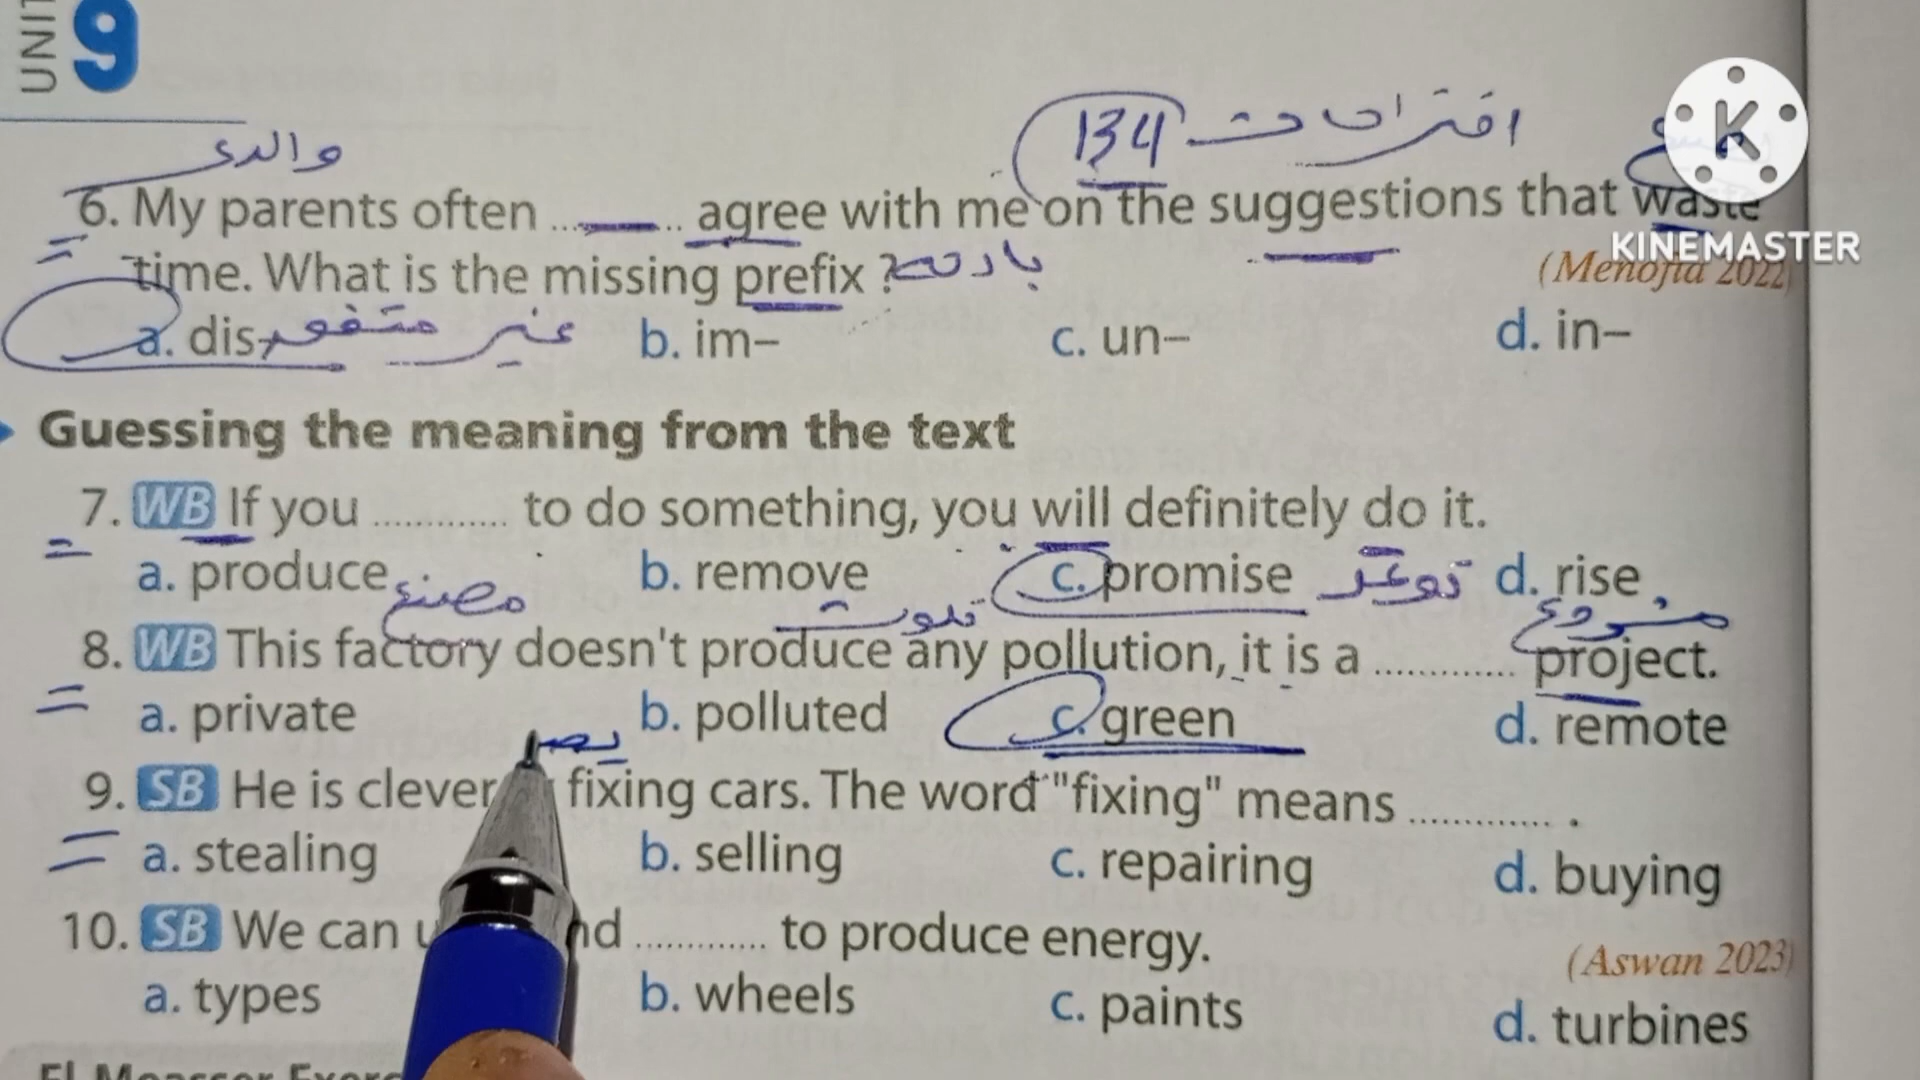 UNIT 9
134 اقتراحات
والدى
KINEMASTER
6. My parents often ............ agree with me on the suggestions that waste
time. What is the missing prefix ?
(Menofia 2022)
a. dis– غير متفق b. im– c. un– d. in–
Guessing the meaning from the text
7. WB If you ............ to do something, you will definitely do it.
a. produce b. remove c. promise توعد d. rise
مصنع تلوث مشروع
8. WB This factory doesn't produce any pollution, it is a ............ project.
a. private b. polluted c. green d. remote
9. SB He is clever fixing cars. The word "fixing" means ............ .
a. stealing b. selling c. repairing d. buying
10. SB We can ............ to produce energy.
(Aswan 2023)
a. types b. wheels c. paints d. turbines
El Moasser